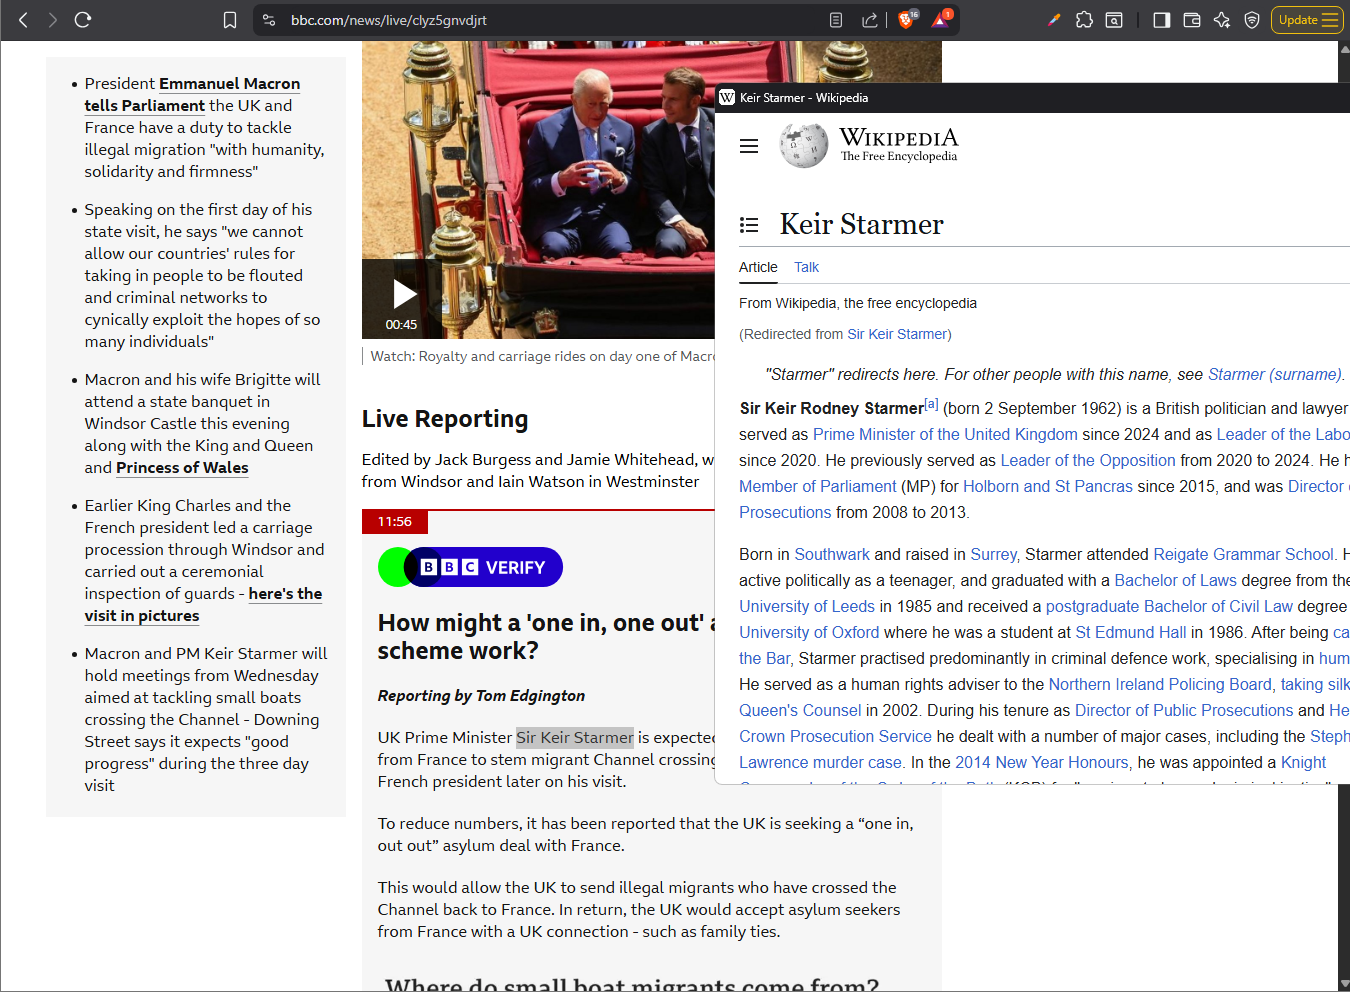 bbc.com/news/live/clyz5gnvdjrt
16
1
Update
• President Emmanuel Macron
tells Parliament the UK and
France have a duty to tackle
illegal migration "with humanity,
solidarity and firmness"
• Speaking on the first day of his
state visit, he says "we cannot
allow our countries' rules for
taking in people to be flouted
and criminal networks to
cynically exploit the hopes of so
many individuals"
• Macron and his wife Brigitte will
attend a state banquet in
Windsor Castle this evening
along with the King and Queen
and Princess of Wales
• Earlier King Charles and the
French president led a carriage
procession through Windsor and
carried out a ceremonial
inspection of guards - here's the
visit in pictures
• Macron and PM Keir Starmer will
hold meetings from Wednesday
aimed at tackling small boats
crossing the Channel - Downing
Street says it expects "good
progress" during the three day
visit
00:45
Watch: Royalty and carriage rides on day one of Macro
Live Reporting
Edited by Jack Burgess and Jamie Whitehead, w
from Windsor and Iain Watson in Westminster
11:56
BBC VERIFY
How might a 'one in, one out' a
scheme work?
Reporting by Tom Edgington
UK Prime Minister Sir Keir Starmer is expected
from France to stem migrant Channel crossing
French president later on his visit.
To reduce numbers, it has been reported that the UK is seeking a “one in,
out out” asylum deal with France.
This would allow the UK to send illegal migrants who have crossed the
Channel back to France. In return, the UK would accept asylum seekers
from France with a UK connection - such as family ties.
Where do small boat migrants come from?
W Keir Starmer - Wikipedia
WIKIPEDIA
The Free Encyclopedia
Keir Starmer
Article Talk
From Wikipedia, the free encyclopedia
(Redirected from Sir Keir Starmer)
"Starmer" redirects here. For other people with this name, see Starmer (surname).
Sir Keir Rodney Starmer[a] (born 2 September 1962) is a British politician and lawyer
served as Prime Minister of the United Kingdom since 2024 and as Leader of the Labo
since 2020. He previously served as Leader of the Opposition from 2020 to 2024. He h
Member of Parliament (MP) for Holborn and St Pancras since 2015, and was Director
Prosecutions from 2008 to 2013.
Born in Southwark and raised in Surrey, Starmer attended Reigate Grammar School. H
active politically as a teenager, and graduated with a Bachelor of Laws degree from the
University of Leeds in 1985 and received a postgraduate Bachelor of Civil Law degree
University of Oxford where he was a student at St Edmund Hall in 1986. After being ca
the Bar, Starmer practised predominantly in criminal defence work, specialising in hum
He served as a human rights adviser to the Northern Ireland Policing Board, taking silk
Queen's Counsel in 2002. During his tenure as Director of Public Prosecutions and He
Crown Prosecution Service he dealt with a number of major cases, including the Steph
Lawrence murder case. In the 2014 New Year Honours, he was appointed a Knight